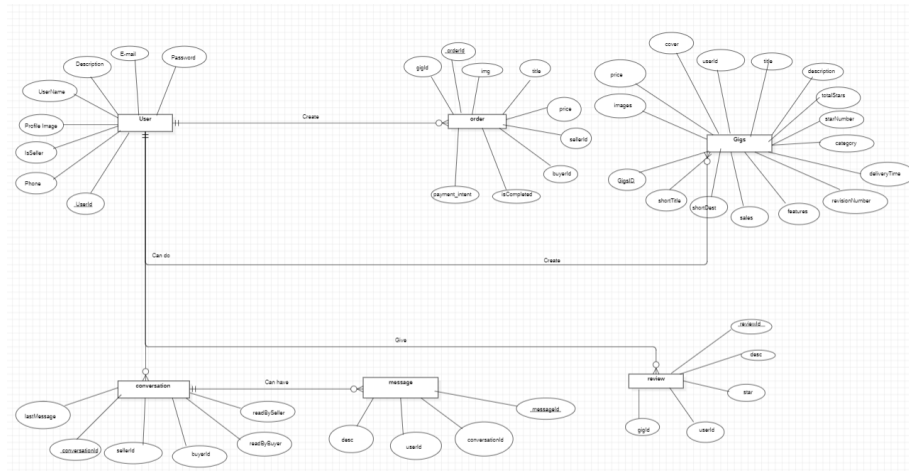 E-mail
Description
Password
UserName
Profile Image
IsSeller
Phone
UserId
User
Create
orderId
gigId
img
title
price
sellerId
buyerId
isCompleted
payment_intent
order
cover
userId
title
description
price
totalStars
images
starNumber
category
deliveryTime
revisionNumber
features
sales
shortDest
shortTitle
GigsID
Gigs
Can do
Create
Give
conversation
lastMessage
conversationId
sellerId
buyerId
readByBuyer
readBySeller
Can have
message
desc
userId
conversationId
messageId
review
reviewId
desc
star
userId
gigId